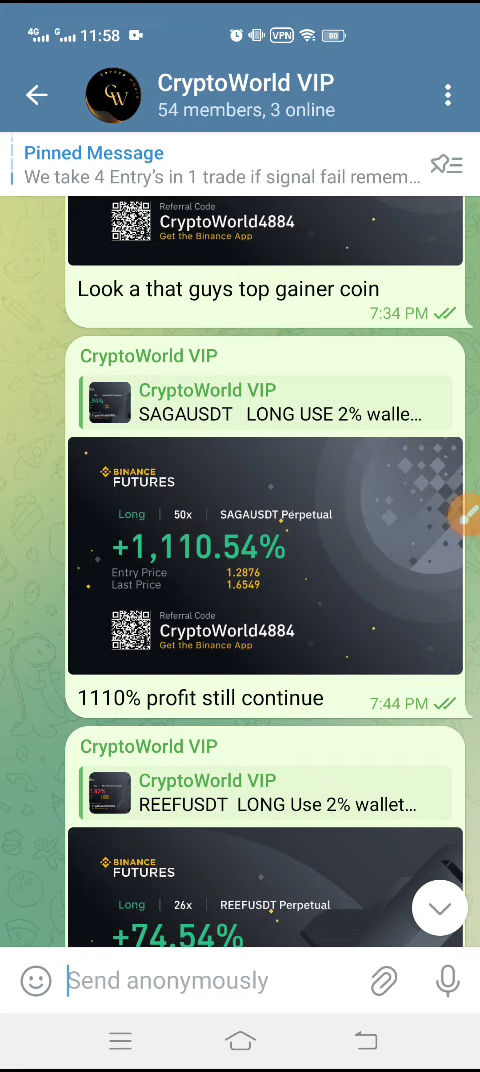 4G G 11:58 VPN 80
CryptoWorld VIP
54 members, 3 online
Pinned Message
We take 4 Entry's in 1 trade if signal fail remem...
Referral Code
CryptoWorld4884
Get the Binance App
Look a that guys top gainer coin
7:34 PM
CryptoWorld VIP
CryptoWorld VIP
SAGAUSDT LONG USE 2% walle...
BINANCE
FUTURES
Long | 50x | SAGAUSDT Perpetual
+1,110.54%
Entry Price 1.2876
Last Price 1.6549
Referral Code
CryptoWorld4884
Get the Binance App
1110% profit still continue
7:44 PM
CryptoWorld VIP
CryptoWorld VIP
REEFUSDT LONG Use 2% wallet...
BINANCE
FUTURES
Long | 26x | REEFUSDT Perpetual
+74.54%
Send anonymously